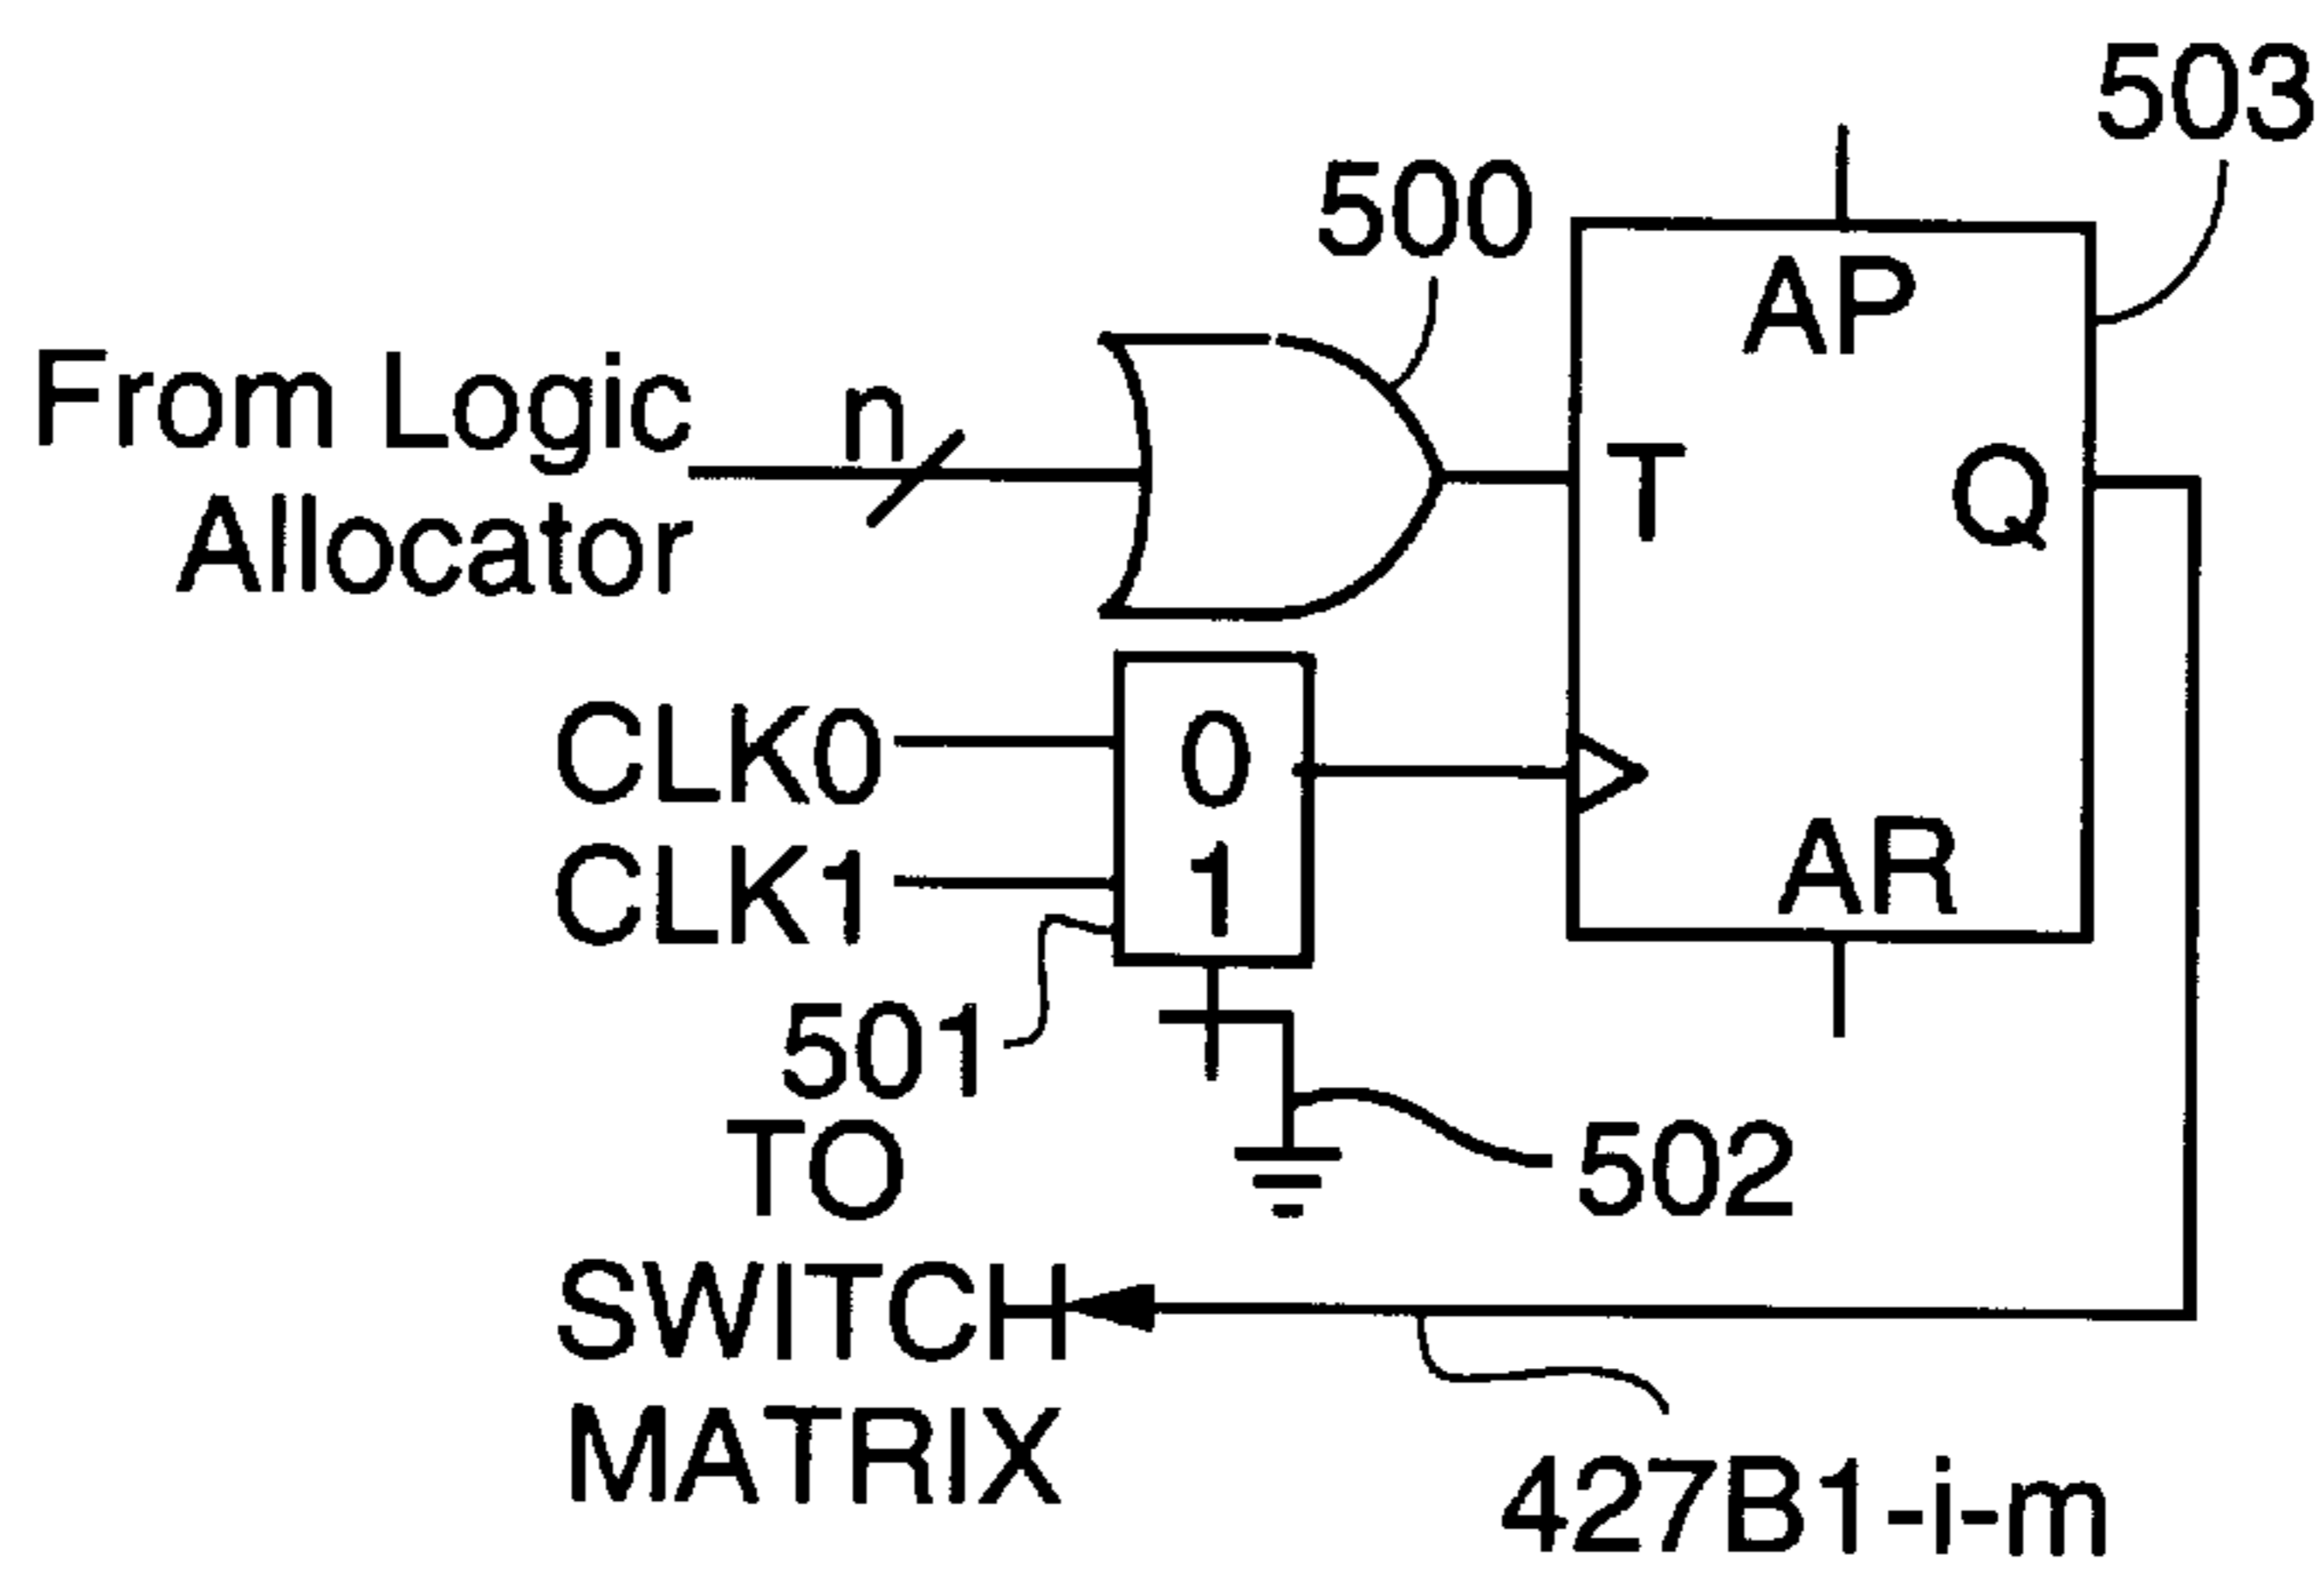 503
500
AP
From Logic
n
Allocator
T
Q
CLK0
0
CLK1
1
AR
501
502
TO
SWITCH
MATRIX
427B1-i-m